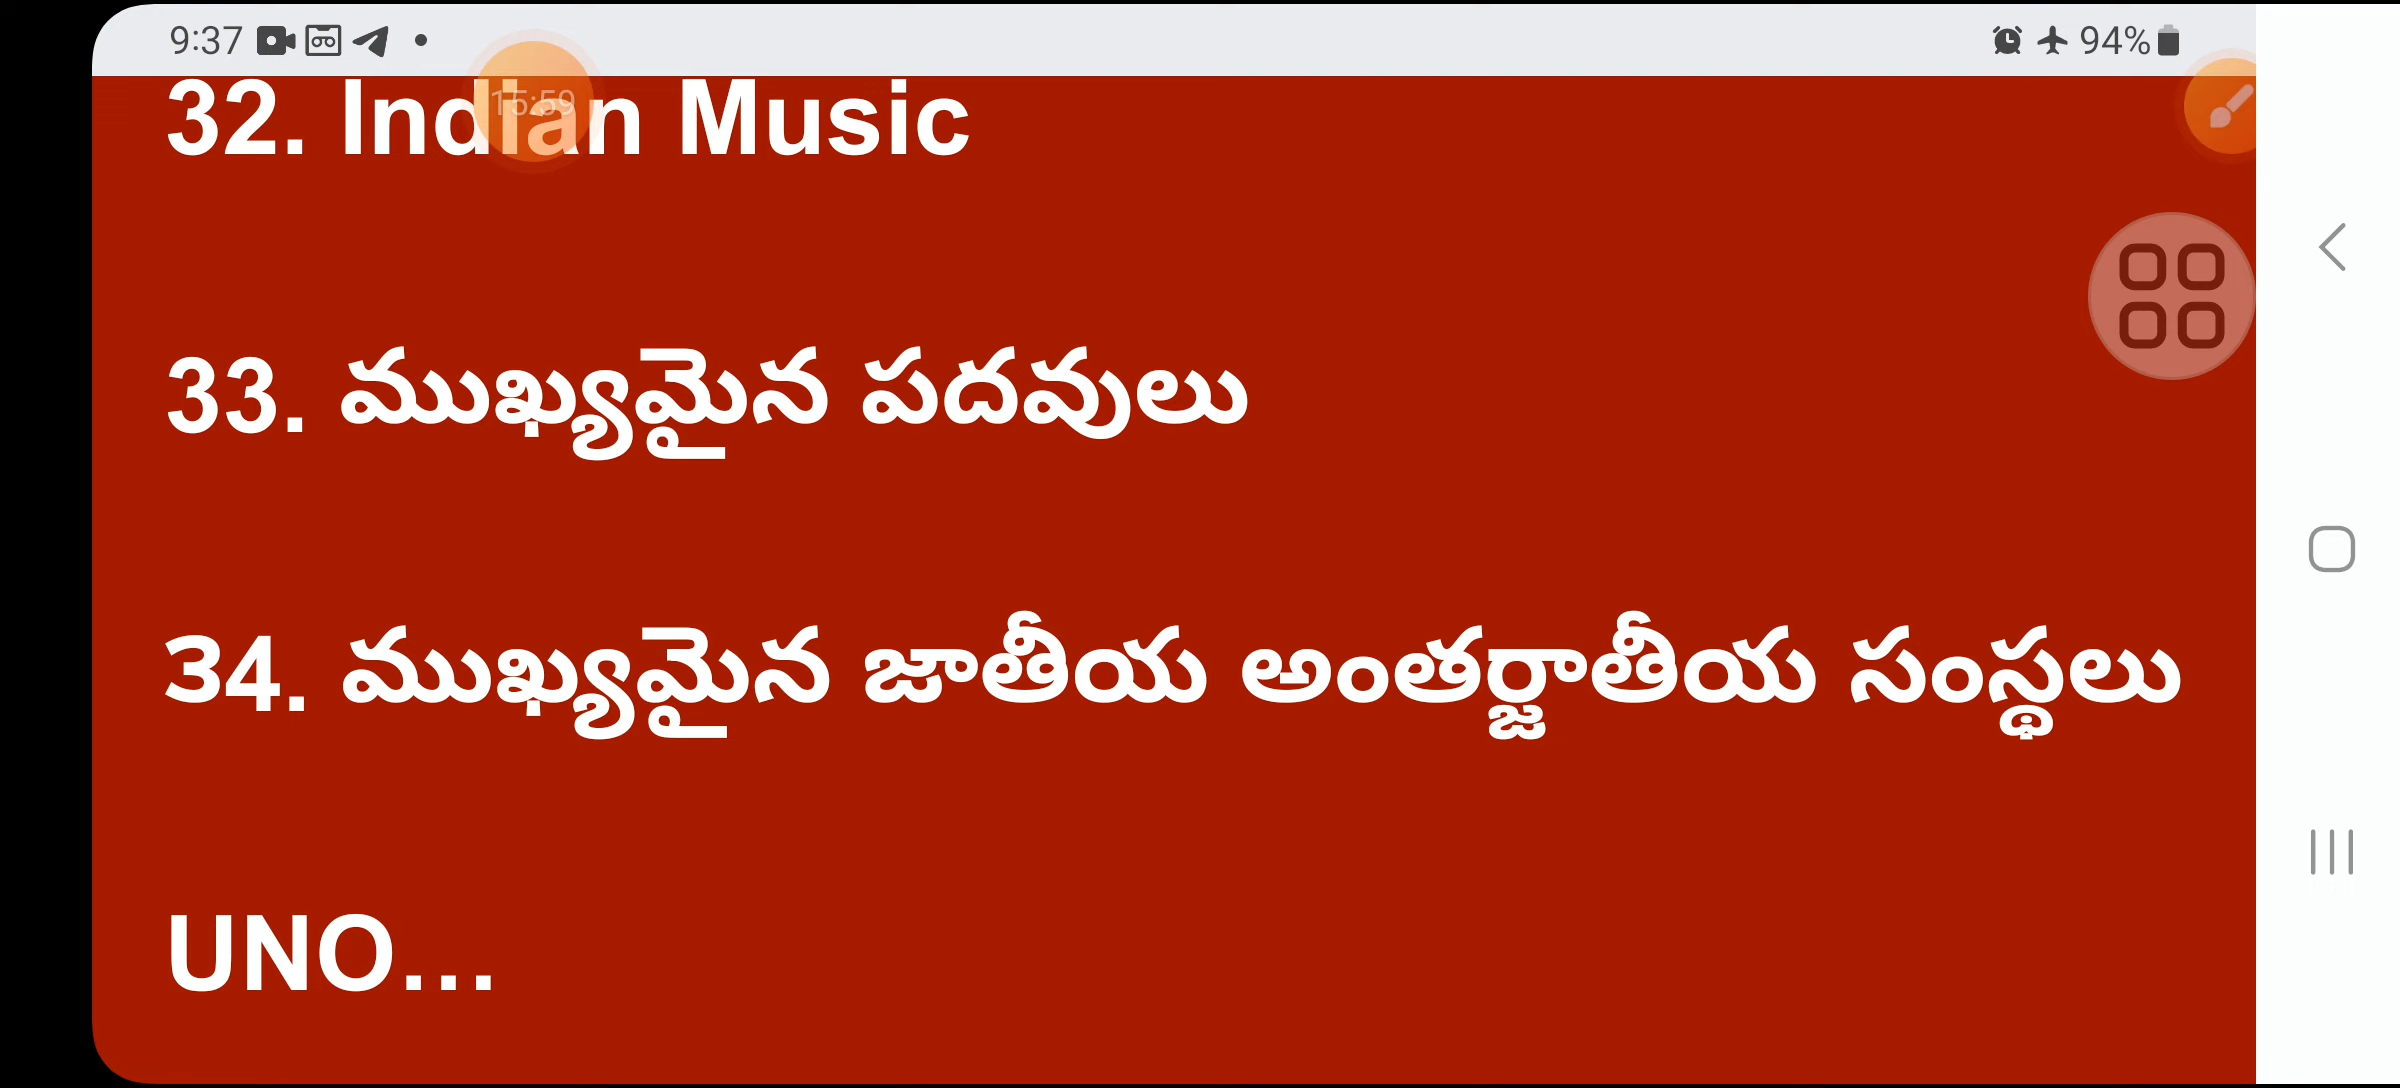 9:37 94%
15:59
32. Indian Music
33. ముఖ్యమైన పదవులు
34. ముఖ్యమైన జాతీయ అంతర్జాతీయ సంస్థలు
UNO...